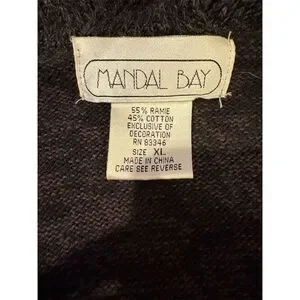 MANDAL BAY
55% RAMIE
45% COTTON
EXCLUSIVE OF
DECORATION
RN 83346
SIZE XL
MADE IN CHINA
CARE SEE REVERSE